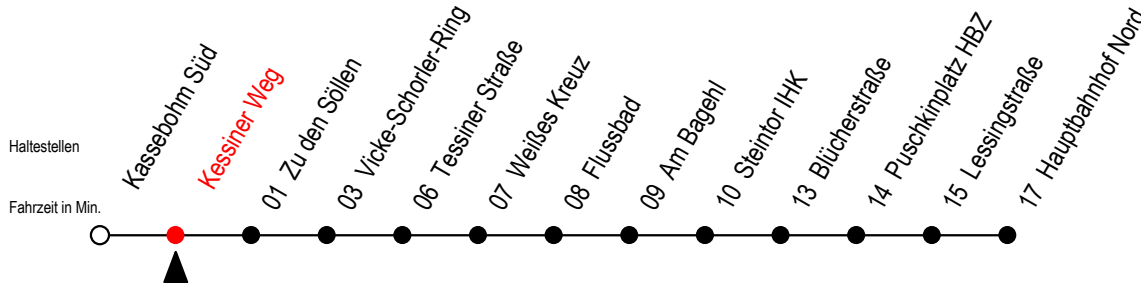 Kassebohm Süd
Kessiner Weg
01 Zu den Söllen
03 Vicke-Schorler-Ring
06 Tessiner Straße
07 Weißes Kreuz
08 Flussbad
09 Am Bagehl
10 Steintor IHK
13 Blücherstraße
14 Puschkinplatz HBZ
15 Lessingstraße
17 Hauptbahnhof Nord
Haltestellen
Fahrzeit in Min.